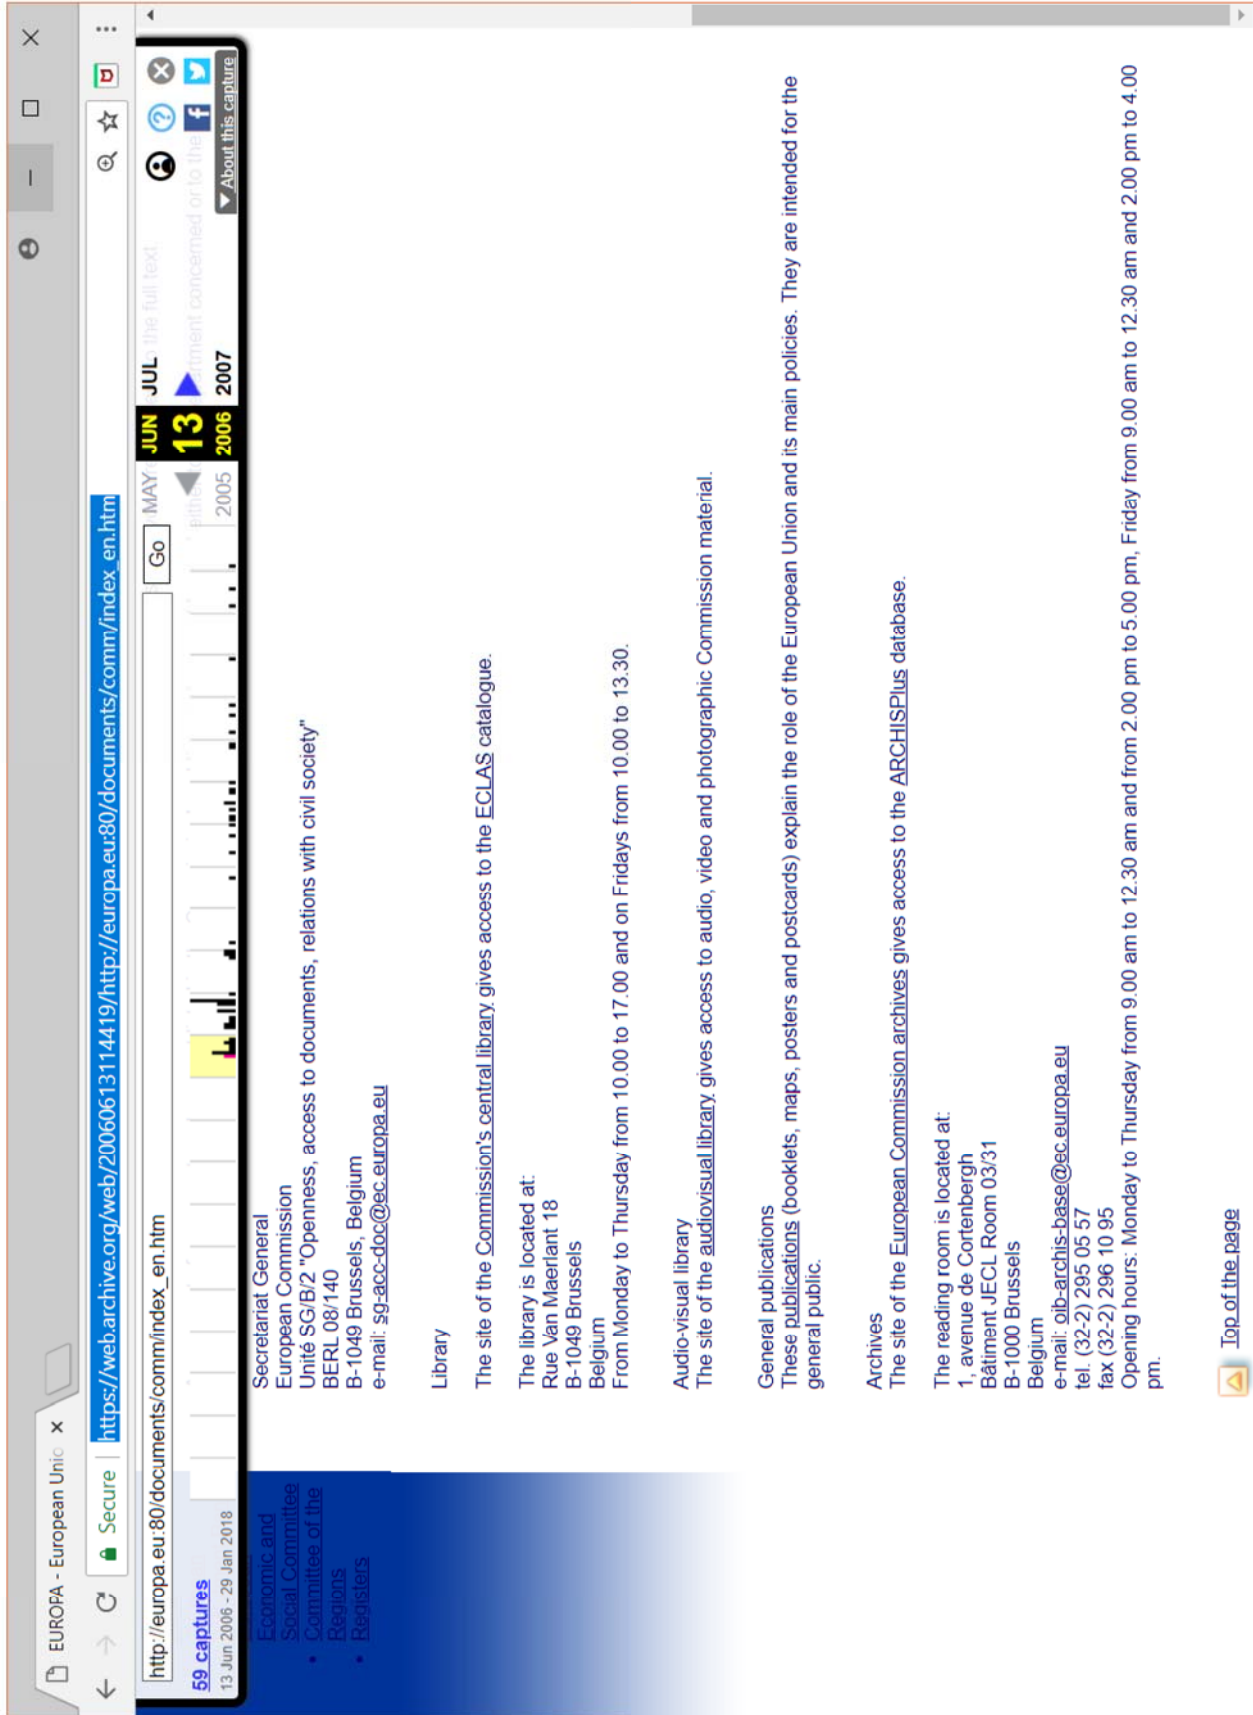 EUROPA - European Unio
Secure | https://web.archive.org/web/20060613114419/http://europa.eu:80/documents/comm/index_en.htm
http://europa.eu:80/documents/comm/index_en.htm Go MAY JUN JUL
the full text
59 captures 13
either artment concerned or to the
13 Jun 2006 - 29 Jan 2018 2005 2006 2007 About this capture
Economic and
Social Committee
• Committee of the
Regions
• Registers
Secretariat General
European Commission
Unité SG/B/2 "Openness, access to documents, relations with civil society"
BERL 08/140
B-1049 Brussels, Belgium
e-mail: sg-acc-doc@ec.europa.eu
Library
The site of the Commission's central library gives access to the ECLAS catalogue.
The library is located at:
Rue Van Maerlant 18
B-1049 Brussels
Belgium
From Monday to Thursday from 10.00 to 17.00 and on Fridays from 10.00 to 13.30.
Audio-visual library
The site of the audiovisual library gives access to audio, video and photographic Commission material.
General publications
These publications (booklets, maps, posters and postcards) explain the role of the European Union and its main policies. They are intended for the
general public.
Archives
The site of the European Commission archives gives access to the ARCHISPlus database.
The reading room is located at:
1, avenue de Cortenbergh
Bâtiment JECL Room 03/31
B-1000 Brussels
Belgium
e-mail: oib-archis-base@ec.europa.eu
tel. (32-2) 295 05 57
fax (32-2) 296 10 95
Opening hours: Monday to Thursday from 9.00 am to 12.30 am and from 2.00 pm to 5.00 pm, Friday from 9.00 am to 12.30 am and 2.00 pm to 4.00
pm.
Top of the page